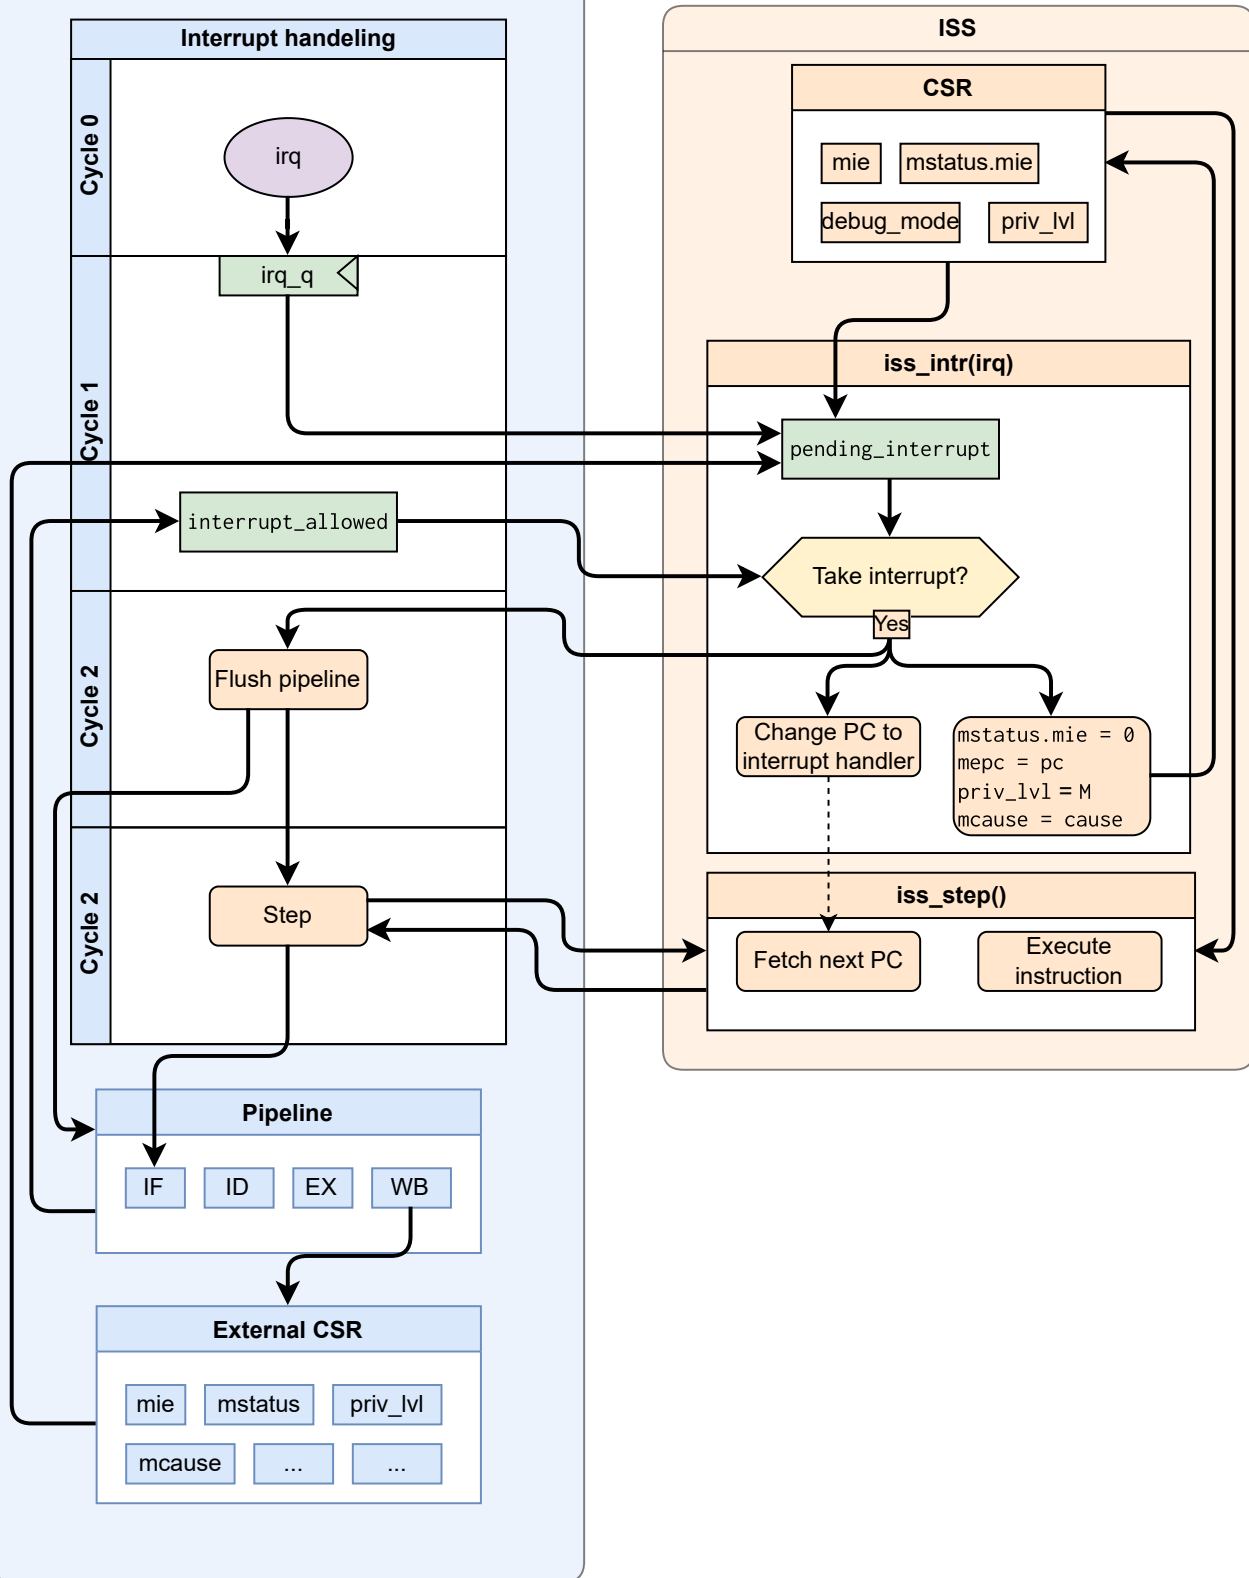 Interrupt handeling
Cycle 0
irq
Cycle 1
irq_q
interrupt_allowed
Cycle 2
Flush pipeline
Cycle 2
Step
Pipeline
IF
ID
EX
WB
External CSR
mie
mstatus
priv_lvl
mcause
...
...
ISS
CSR
mie
mstatus.mie
debug_mode
priv_lvl
iss_intr(irq)
pending_interrupt
Take interrupt?
Yes
Change PC to
interrupt handler
mstatus.mie = 0
mepc = pc
priv_lvl = M
mcause = cause
iss_step()
Fetch next PC
Execute
instruction